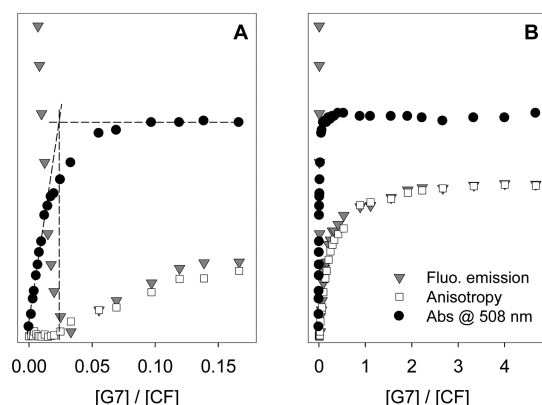 A
B
Fluo. emission
Anisotropy
Abs @ 508 nm
0.00 0.05 0.10 0.15
0 1 2 3 4
[G7] / [CF]
[G7] / [CF]